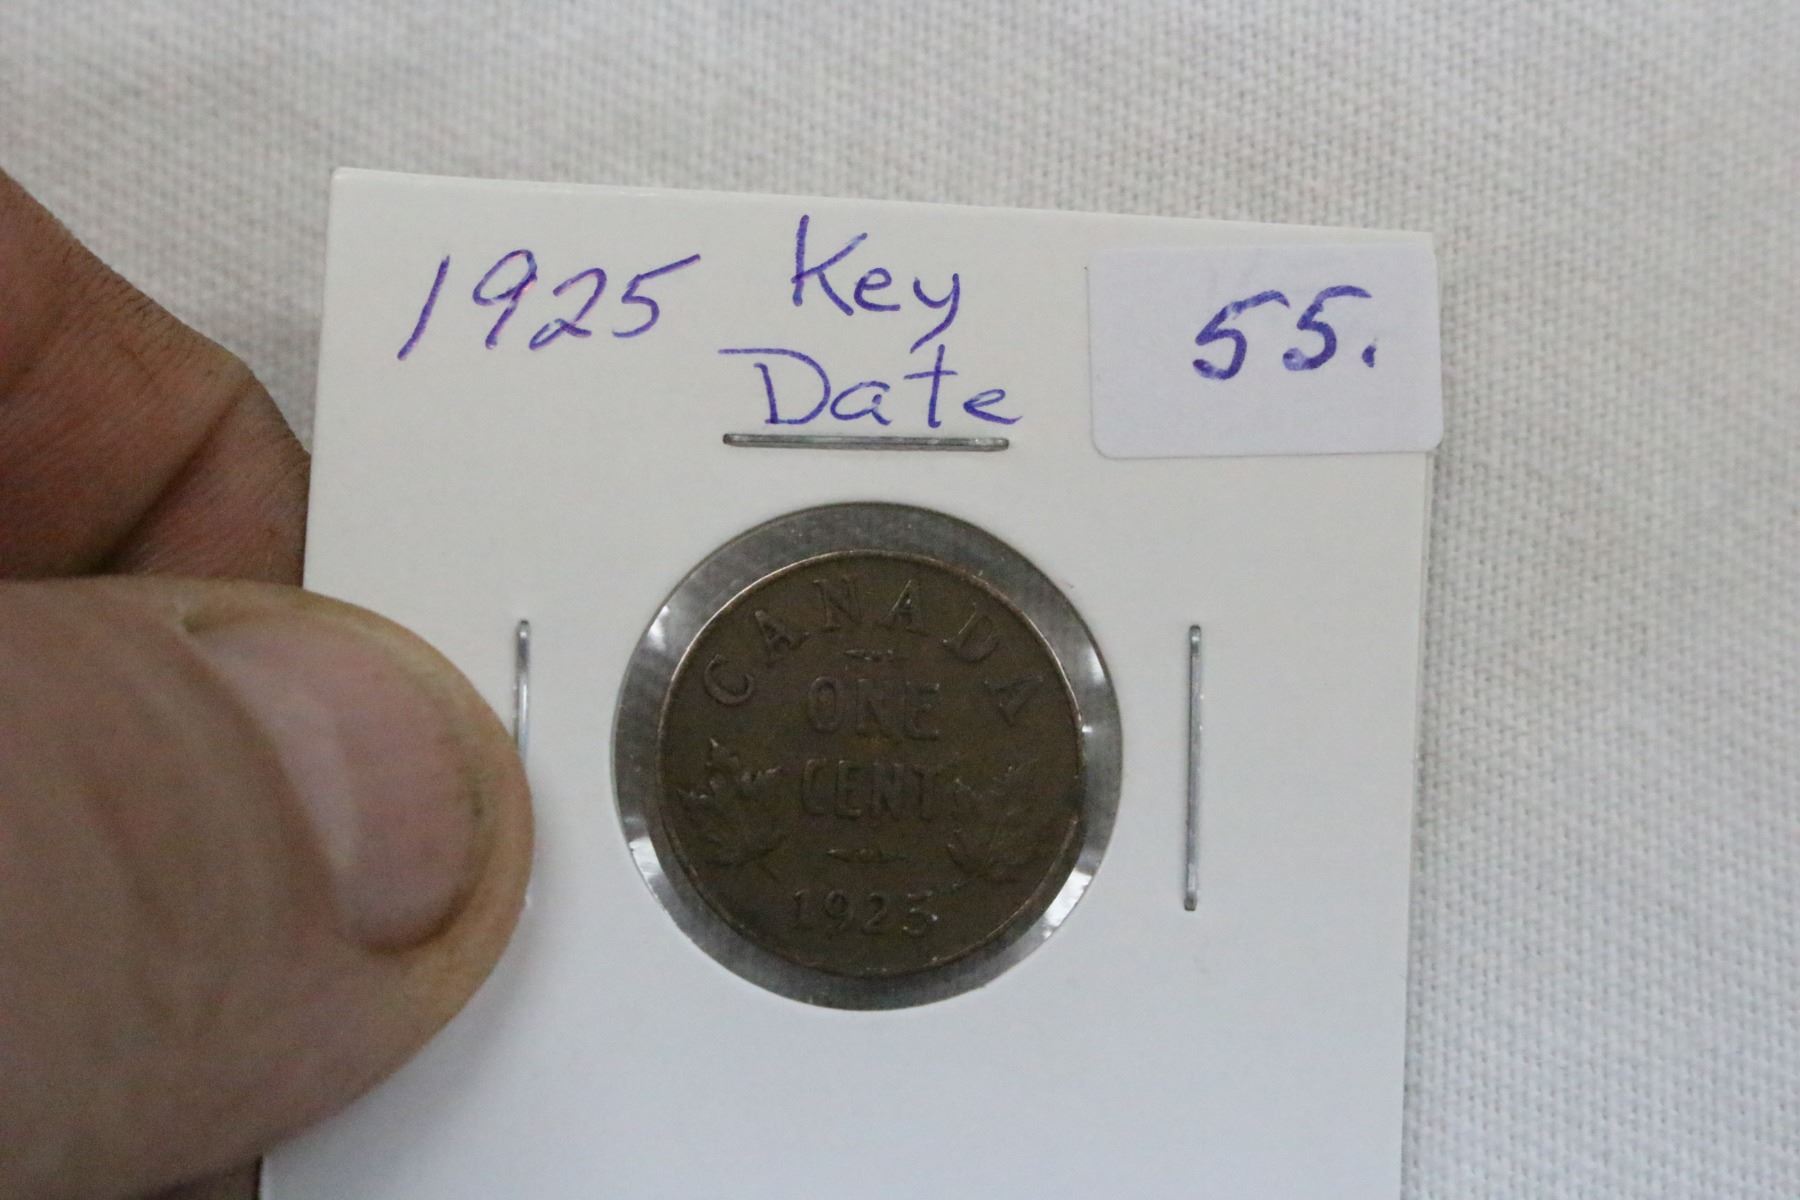 1925 Key Date
55.
CANADA
ONE
CENT
1925